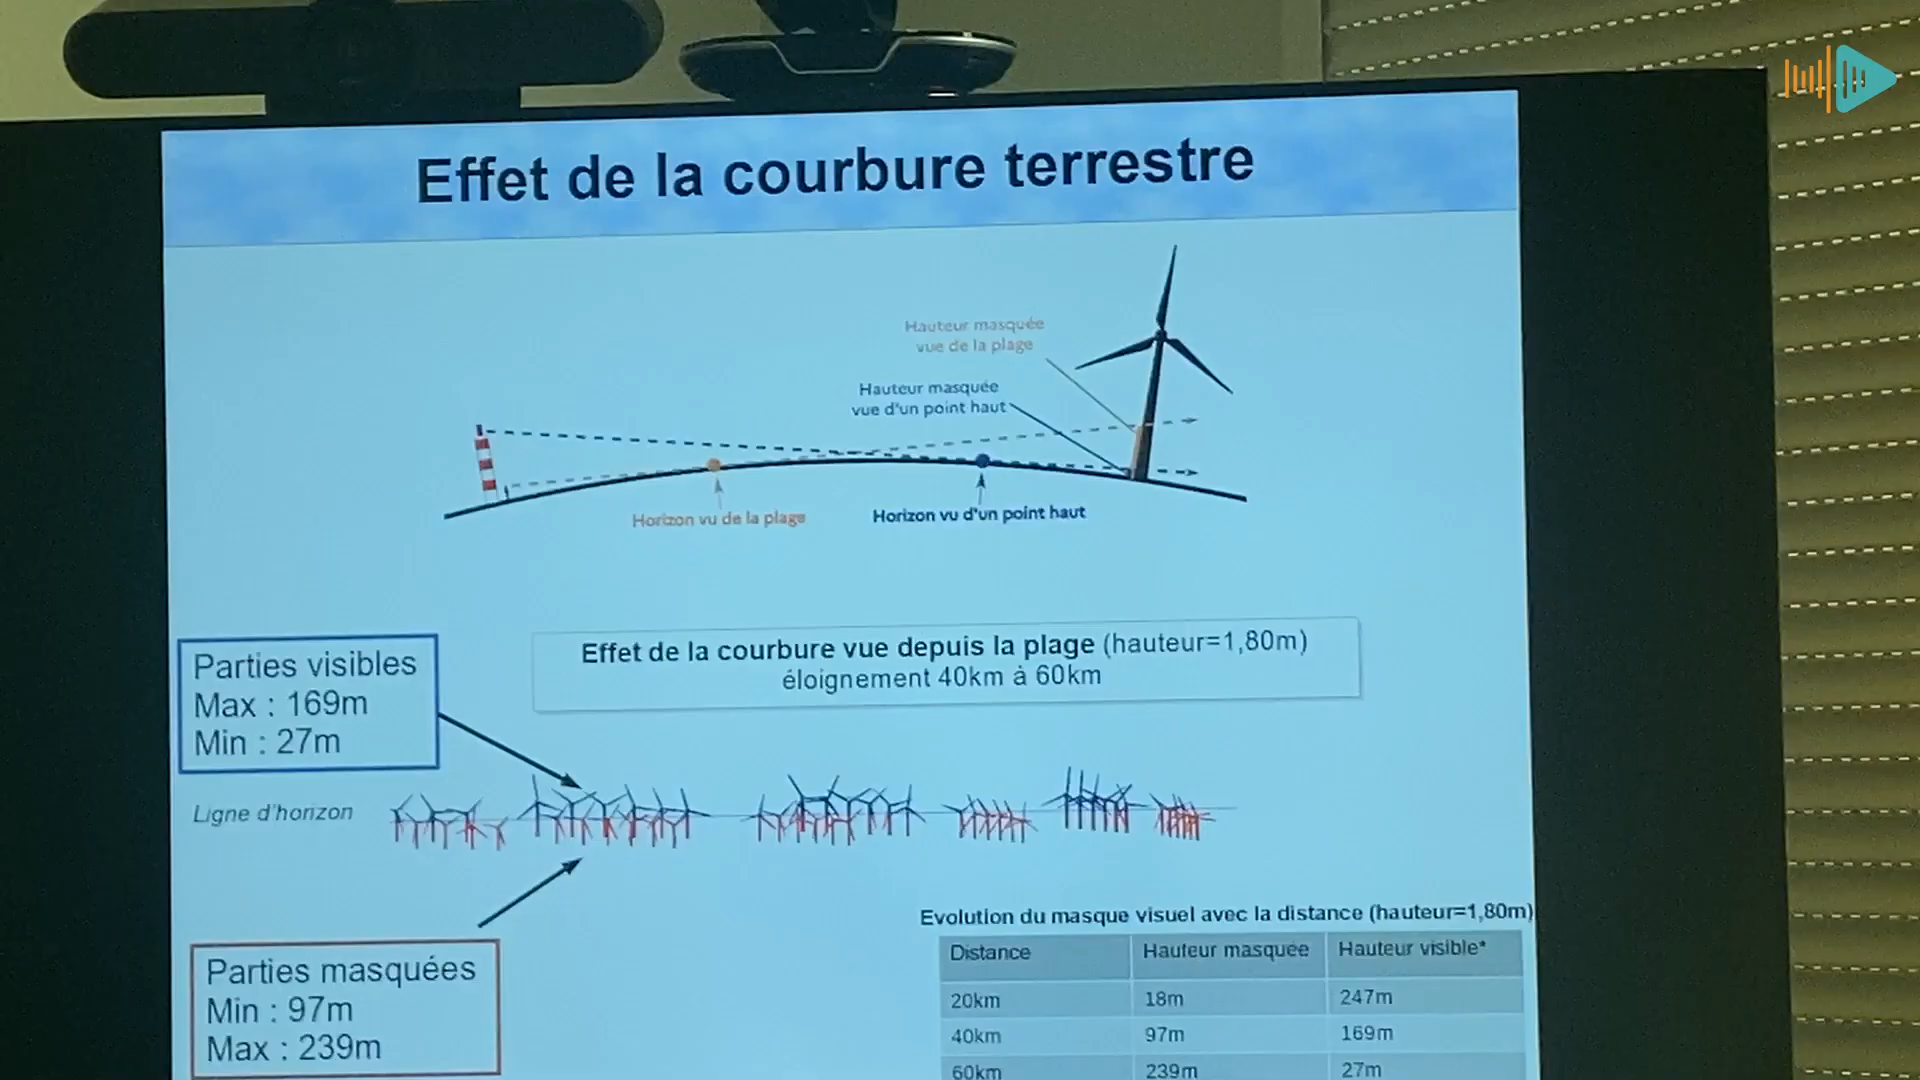 Effet de la courbure terrestre
Hauteur masquée
vue de la plage
Hauteur masquée
vue d'un point haut
Horizon vu de la plage
Horizon vu d'un point haut
Effet de la courbure vue depuis la plage (hauteur=1,80m)
éloignement 40km à 60km
Parties visibles
Max : 169m
Min : 27m
Ligne d'horizon
Parties masquées
Min : 97m
Max : 239m
Evolution du masque visuel avec la distance (hauteur=1,80m)
Distance Hauteur masquée Hauteur visible*
20km 18m 247m
40km 97m 169m
60km 239m 27m